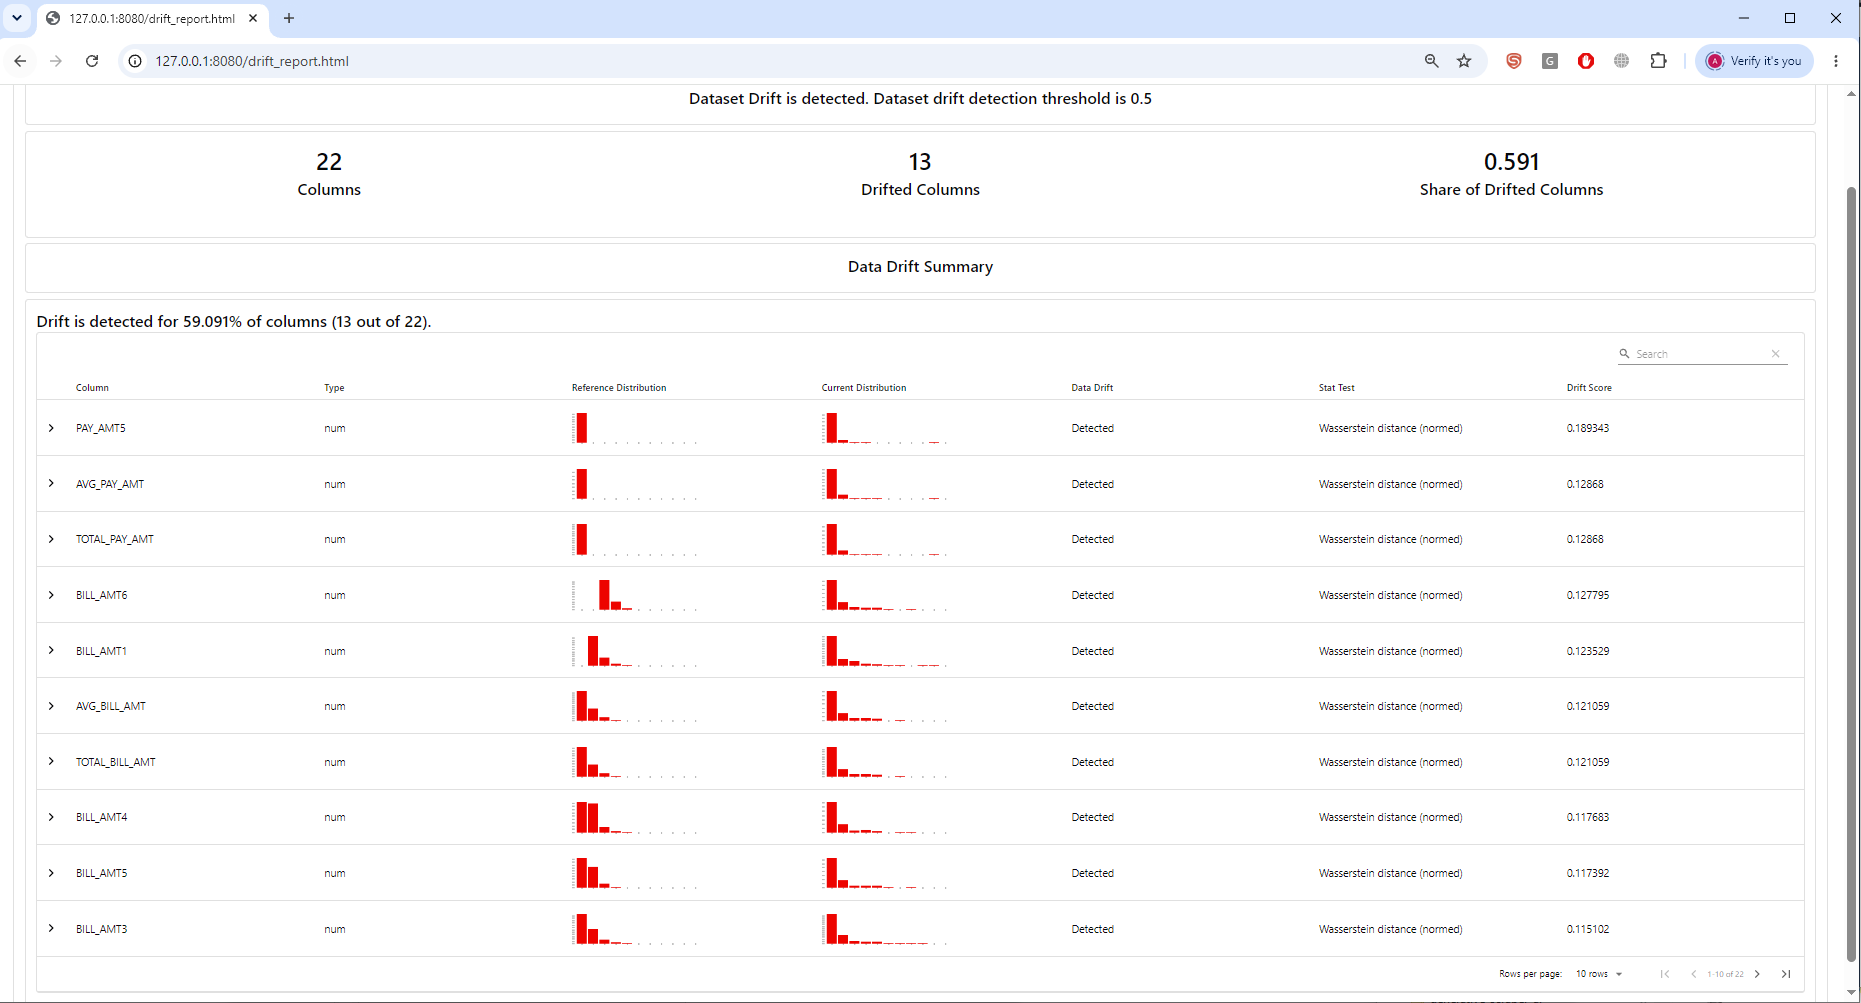 127.0.0.1:8080/drift_report.html
127.0.0.1:8080/drift_report.html
G
A
Verify it's you
Dataset Drift is detected. Dataset drift detection threshold is 0.5
22
13
0.591
Columns
Drifted Columns
Share of Drifted Columns
Data Drift Summary
Drift is detected for 59.091% of columns (13 out of 22).
Search
Column Type Reference Distribution Current Distribution Data Drift Stat Test Drift Score
PAY_AMT5 num Detected Wasserstein distance (normed) 0.189343
AVG_PAY_AMT num Detected Wasserstein distance (normed) 0.12868
TOTAL_PAY_AMT num Detected Wasserstein distance (normed) 0.12868
BILL_AMT6 num Detected Wasserstein distance (normed) 0.127795
BILL_AMT1 num Detected Wasserstein distance (normed) 0.123529
AVG_BILL_AMT num Detected Wasserstein distance (normed) 0.121059
TOTAL_BILL_AMT num Detected Wasserstein distance (normed) 0.121059
BILL_AMT4 num Detected Wasserstein distance (normed) 0.117683
BILL_AMT5 num Detected Wasserstein distance (normed) 0.117392
BILL_AMT3 num Detected Wasserstein distance (normed) 0.115102
Rows per page: 10 rows 1-10 of 22